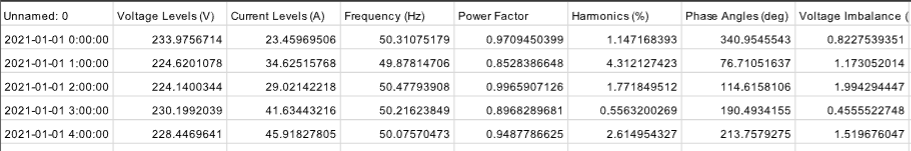 Unnamed: 0 Voltage Levels (V) Current Levels (A) Frequency (Hz) Power Factor Harmonics (%) Phase Angles (deg) Voltage Imbalance (
2021-01-01 0:00:00 233.9756714 23.45969506 50.31075179 0.9709450399 1.147168393 340.9545543 0.8227539351
2021-01-01 1:00:00 224.6201078 34.62515768 49.87814706 0.8528386648 4.312127423 76.71051637 1.173052014
2021-01-01 2:00:00 224.1400344 29.02142218 50.47793908 0.9965907126 1.771849512 114.6158106 1.994294447
2021-01-01 3:00:00 230.1992039 41.63443216 50.21623849 0.8968289681 0.5563200269 190.4934155 0.4555522748
2021-01-01 4:00:00 228.4469641 45.91827805 50.07570473 0.9487786625 2.614954327 213.7579275 1.519676047